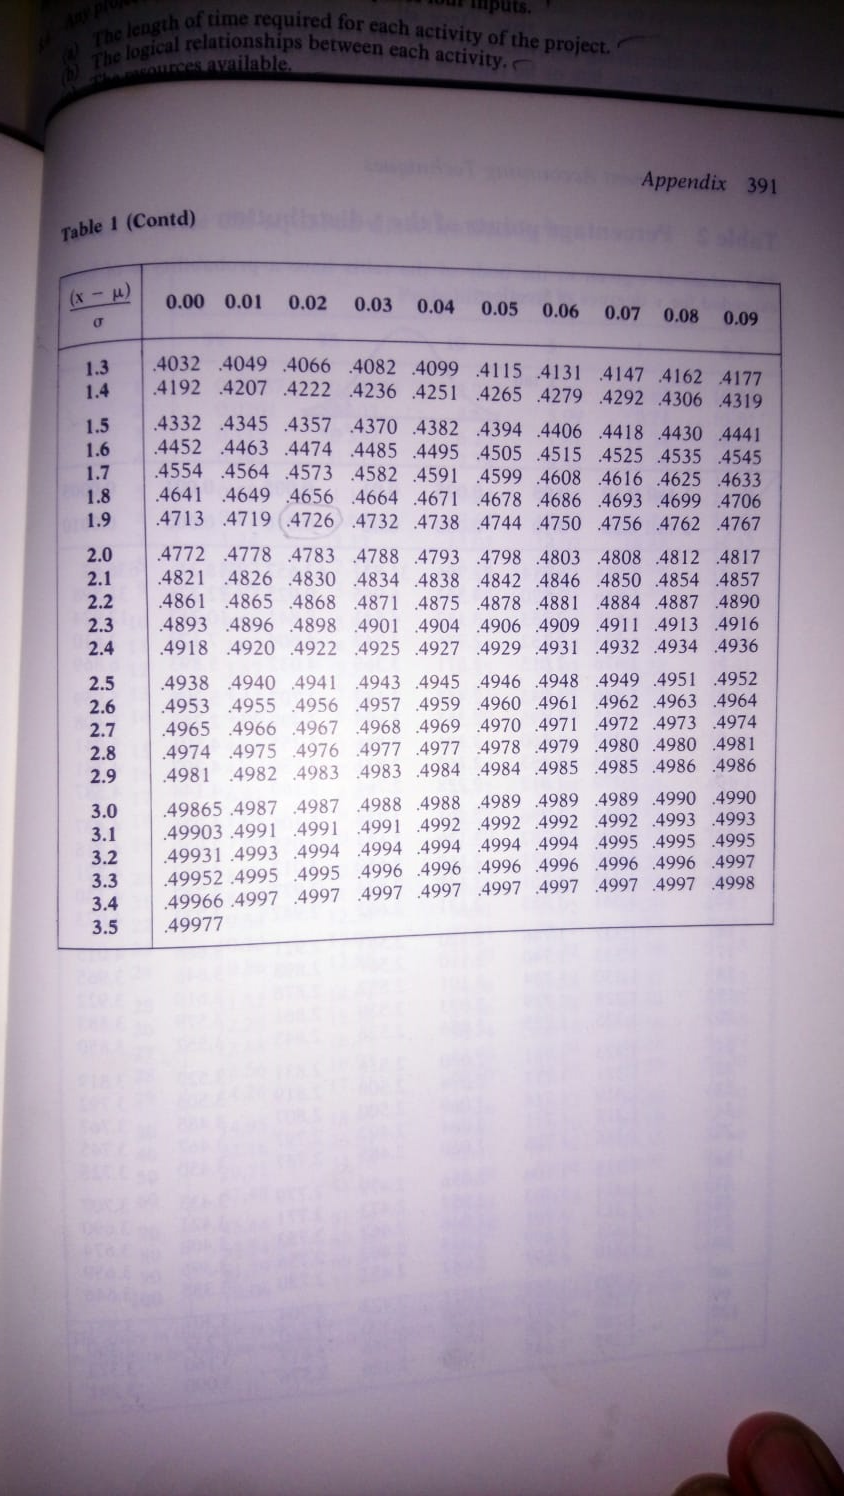 inputs.
(a) The length of time required for each activity of the project.
(b) The logical relationships between each activity.
The resources available.
Appendix 391
Table 1 (Contd)
(x − μ) / σ 0.00 0.01 0.02 0.03 0.04 0.05 0.06 0.07 0.08 0.09
1.3 .4032 .4049 .4066 .4082 .4099 .4115 .4131 .4147 .4162 .4177
1.4 .4192 .4207 .4222 .4236 .4251 .4265 .4279 .4292 .4306 .4319
1.5 .4332 .4345 .4357 .4370 .4382 .4394 .4406 .4418 .4430 .4441
1.6 .4452 .4463 .4474 .4485 .4495 .4505 .4515 .4525 .4535 .4545
1.7 .4554 .4564 .4573 .4582 .4591 .4599 .4608 .4616 .4625 .4633
1.8 .4641 .4649 .4656 .4664 .4671 .4678 .4686 .4693 .4699 .4706
1.9 .4713 .4719 .4726 .4732 .4738 .4744 .4750 .4756 .4762 .4767
2.0 .4772 .4778 .4783 .4788 .4793 .4798 .4803 .4808 .4812 .4817
2.1 .4821 .4826 .4830 .4834 .4838 .4842 .4846 .4850 .4854 .4857
2.2 .4861 .4865 .4868 .4871 .4875 .4878 .4881 .4884 .4887 .4890
2.3 .4893 .4896 .4898 .4901 .4904 .4906 .4909 .4911 .4913 .4916
2.4 .4918 .4920 .4922 .4925 .4927 .4929 .4931 .4932 .4934 .4936
2.5 .4938 .4940 .4941 .4943 .4945 .4946 .4948 .4949 .4951 .4952
2.6 .4953 .4955 .4956 .4957 .4959 .4960 .4961 .4962 .4963 .4964
2.7 .4965 .4966 .4967 .4968 .4969 .4970 .4971 .4972 .4973 .4974
2.8 .4974 .4975 .4976 .4977 .4977 .4978 .4979 .4980 .4980 .4981
2.9 .4981 .4982 .4983 .4983 .4984 .4984 .4985 .4985 .4986 .4986
3.0 .49865 .4987 .4987 .4988 .4988 .4989 .4989 .4989 .4990 .4990
3.1 .49903 .4991 .4991 .4991 .4992 .4992 .4992 .4992 .4993 .4993
3.2 .49931 .4993 .4994 .4994 .4994 .4994 .4994 .4995 .4995 .4995
3.3 .49952 .4995 .4995 .4996 .4996 .4996 .4996 .4996 .4996 .4997
3.4 .49966 .4997 .4997 .4997 .4997 .4997 .4997 .4997 .4997 .4998
3.5 .49977